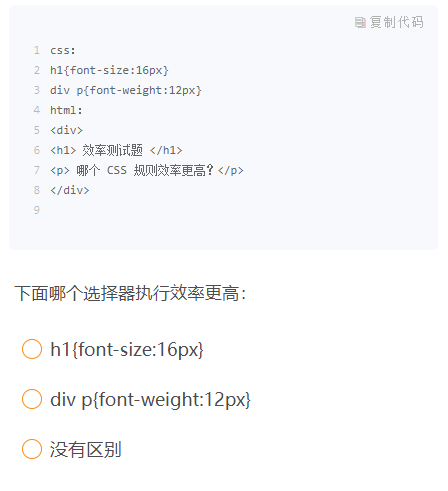 复制代码
1 css:
2 h1{font-size:16px}
3 div p{font-weight:12px}
4 html:
5 <div>
6 <h1> 效率测试题 </h1>
7 <p> 哪个 CSS 规则效率更高? </p>
8 </div>
9
下面哪个选择器执行效率更高:
h1{font-size:16px}
div p{font-weight:12px}
没有区别